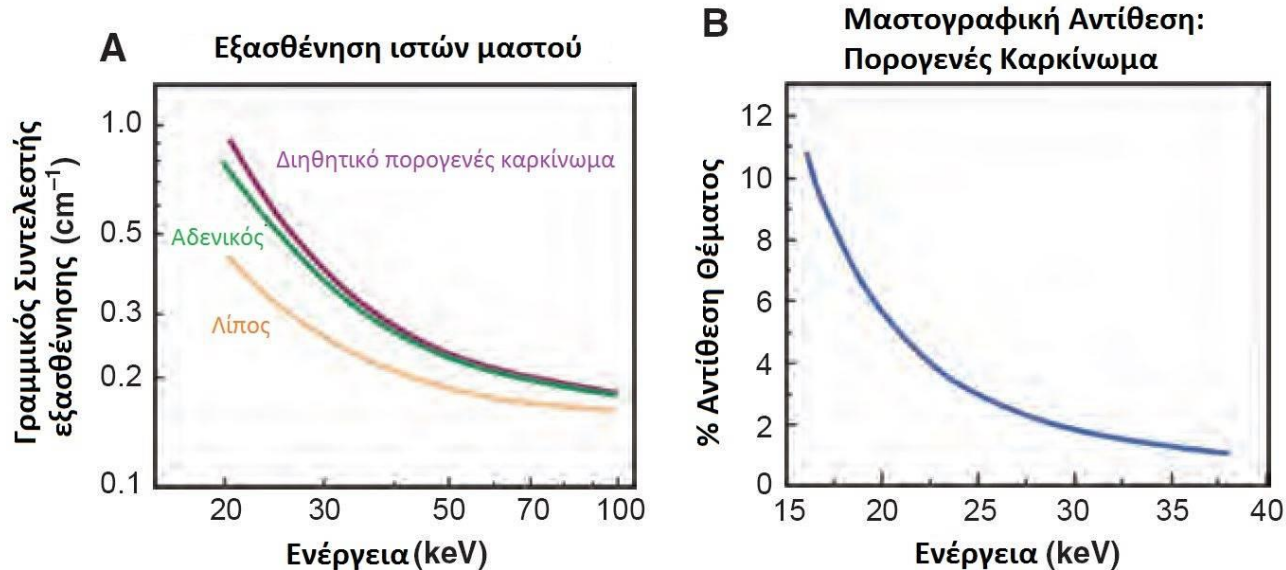 A
Εξασθένηση ιστών μαστού
Γραμμικός Συντελεστής
εξασθένησης (cm⁻¹)
1.0
0.5
0.3
0.2
0.1
Διηθητικό πορογενές καρκίνωμα
Αδενικός
Λίπος
20 30 50 70 100
Ενέργεια (keV)
B
Μαστογραφική Αντίθεση:
Πορογενές Καρκίνωμα
% Αντίθεση Θέματος
12
10
8
6
4
2
0
15 20 25 30 35 40
Ενέργεια (keV)